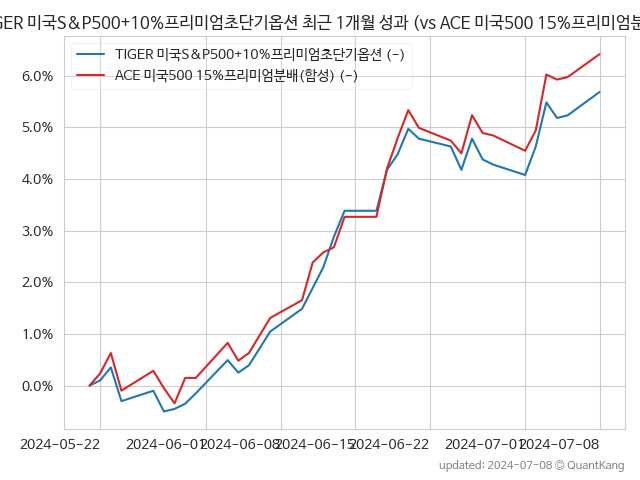 GER 미국S&P500+10%프리미엄초단기옵션 최근 1개월 성과 (vs ACE 미국500 15%프리미엄분
TIGER 미국S&P500+10%프리미엄초단기옵션 (-)
ACE 미국500 15%프리미엄분배(합성) (-)
6.0%
5.0%
4.0%
3.0%
2.0%
1.0%
0.0%
2024-05-22 2024-06-01 2024-06-08 2024-06-15 2024-06-22 2024-07-01 2024-07-08
updated: 2024-07-08 © QuantKang